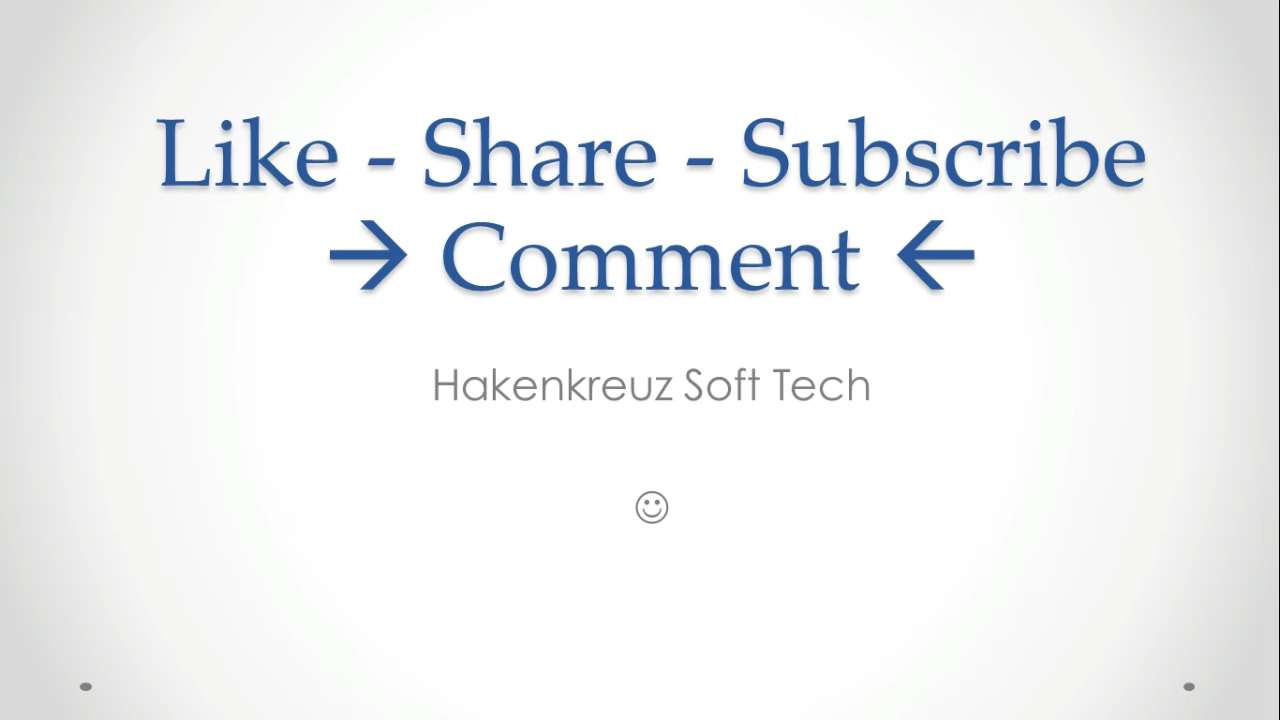 Like - Share - Subscribe
→ Comment ←
Hakenkreuz Soft Tech
☺